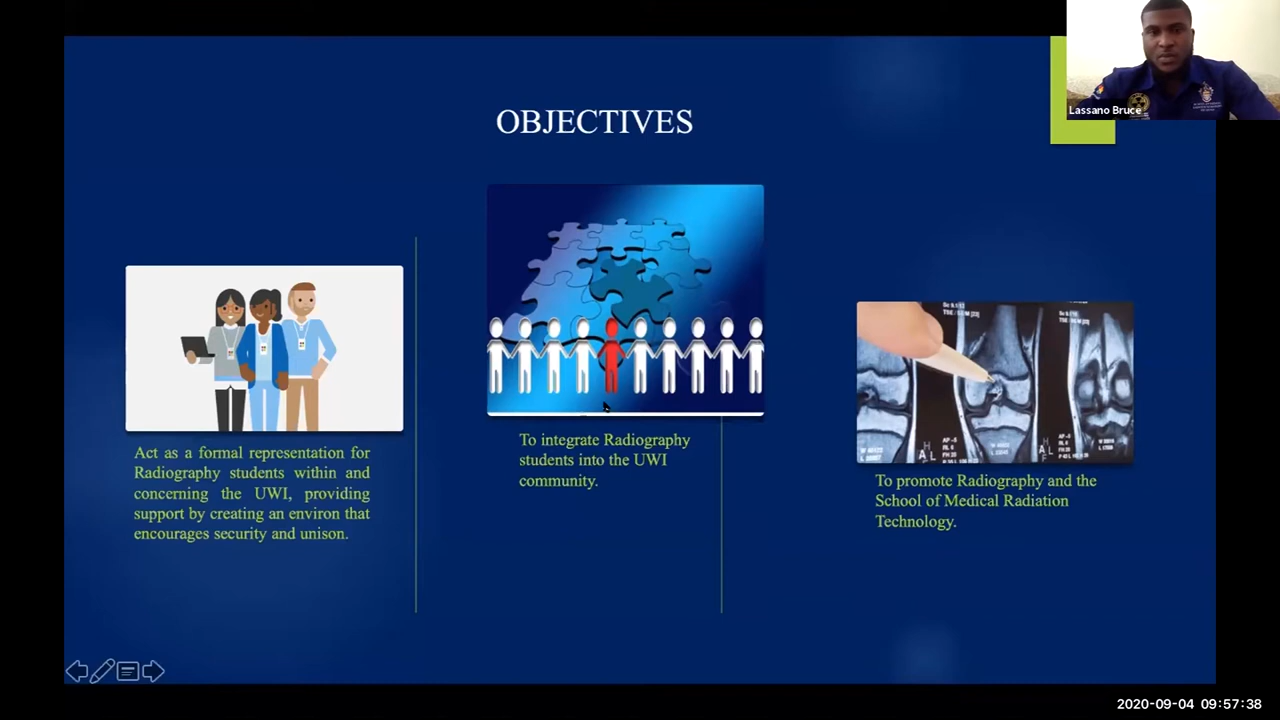 Lassano Bruce
OBJECTIVES
Act as a formal representation for
Radiography students within and
concerning the UWI, providing
support by creating an environ that
encourages security and unison.
To integrate Radiography
students into the UWI
community.
To promote Radiography and the
School of Medical Radiation
Technology.
2020-09-04 09:57:38